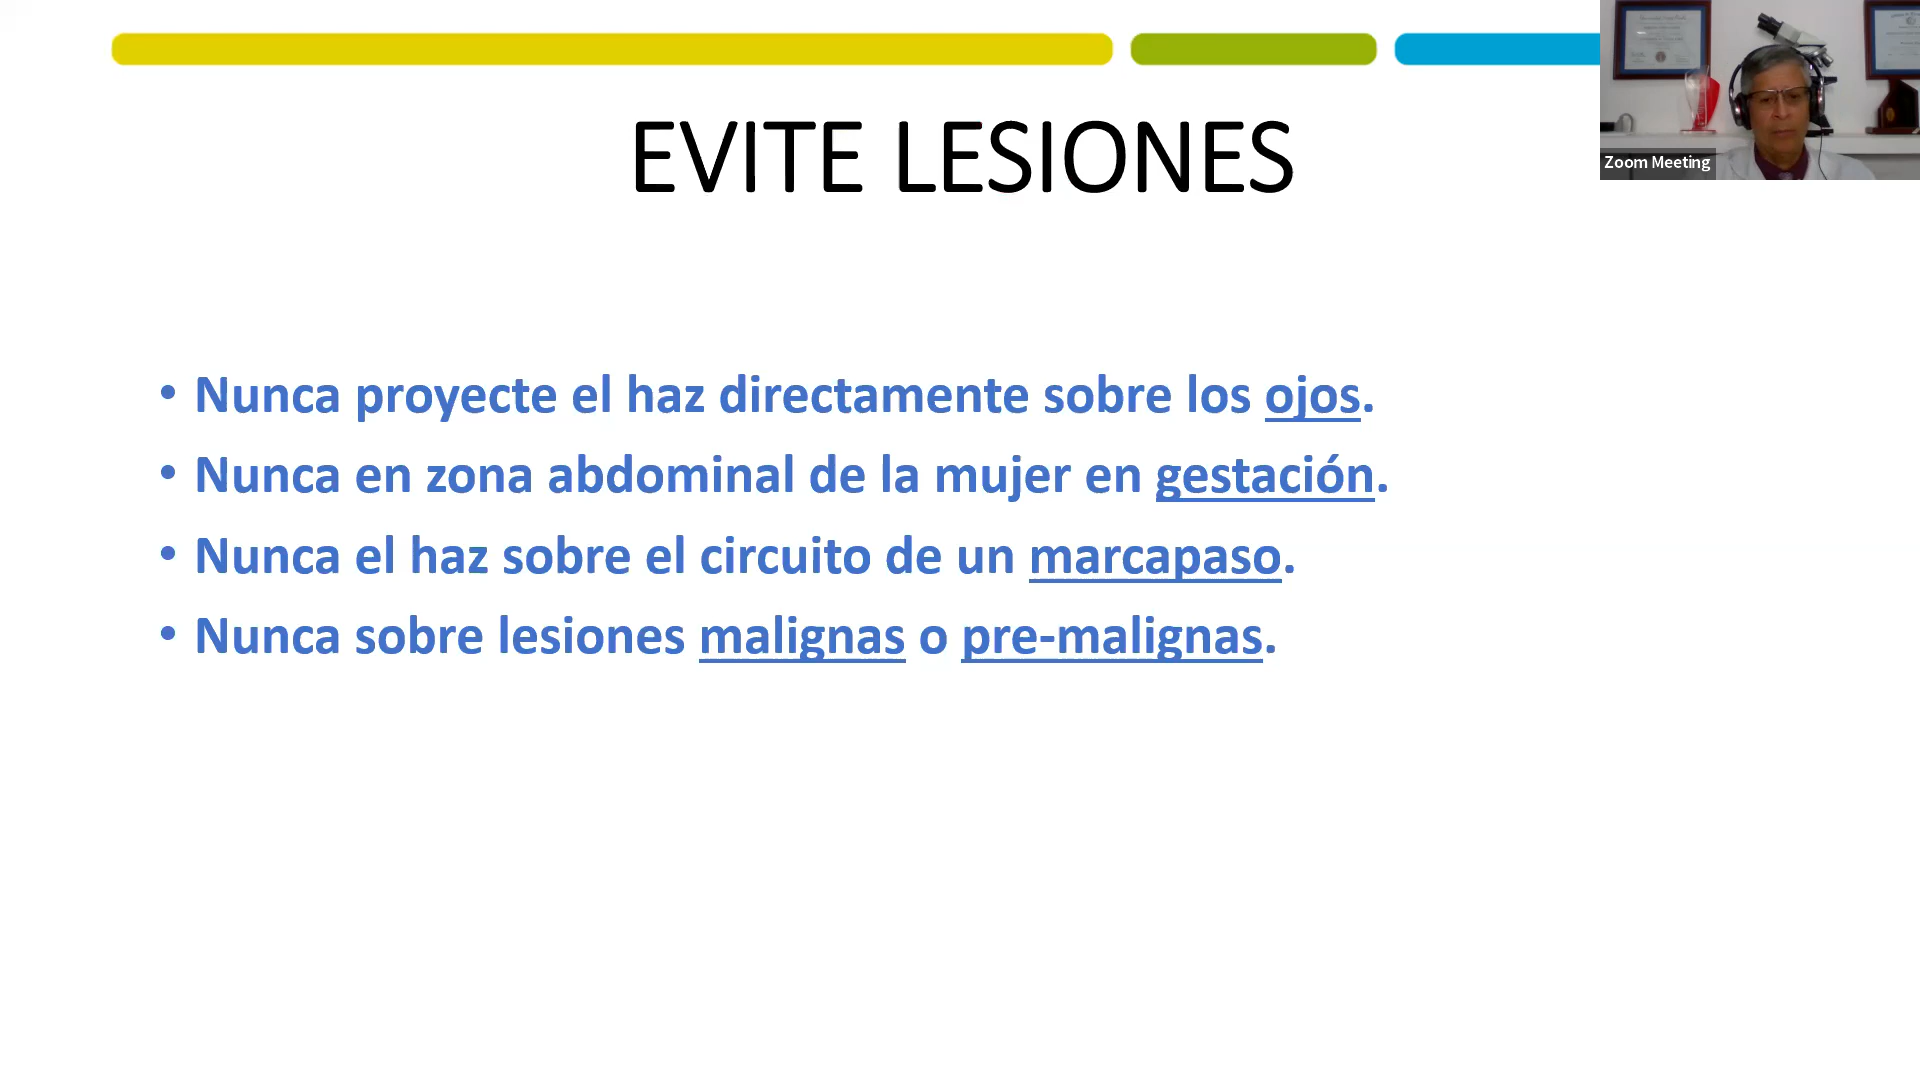 EVITE LESIONES
Zoom Meeting
• Nunca proyecte el haz directamente sobre los ojos.
• Nunca en zona abdominal de la mujer en gestación.
• Nunca el haz sobre el circuito de un marcapaso.
• Nunca sobre lesiones malignas o pre-malignas.